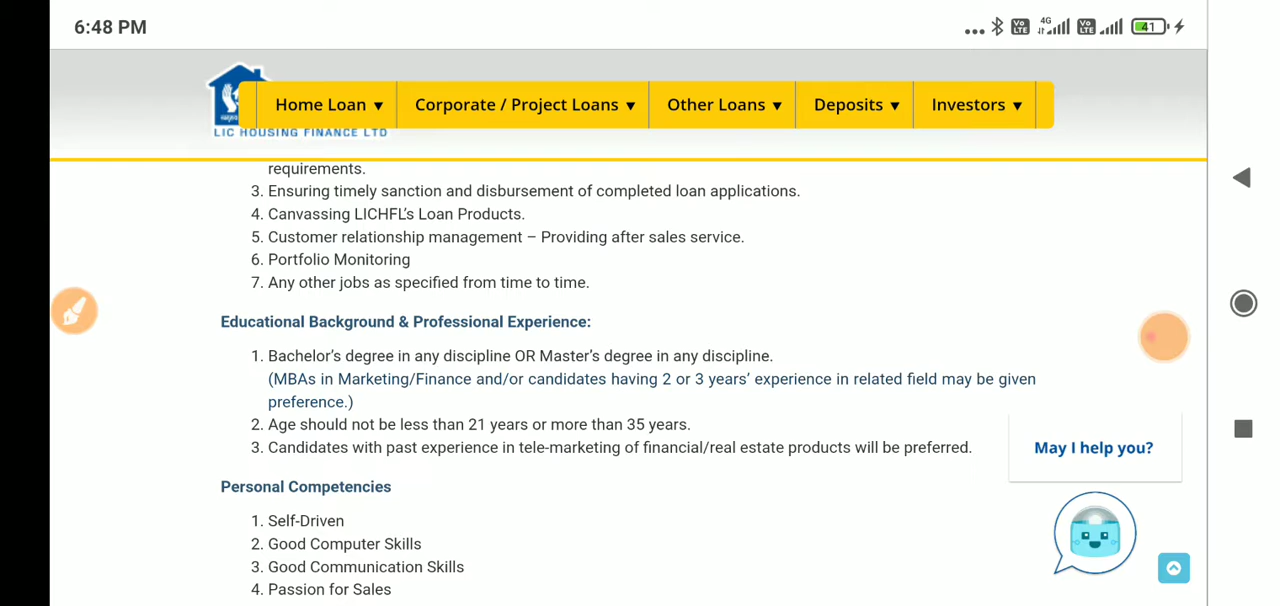 6:48 PM
4G
Vo LTE
Vo LTE
41
Home Loan ▼
Corporate / Project Loans ▼
Other Loans ▼
Deposits ▼
Investors ▼
LIC HOUSING FINANCE LTD
requirements.
3. Ensuring timely sanction and disbursement of completed loan applications.
4. Canvassing LICHFL's Loan Products.
5. Customer relationship management – Providing after sales service.
6. Portfolio Monitoring
7. Any other jobs as specified from time to time.
Educational Background & Professional Experience:
1. Bachelor's degree in any discipline OR Master's degree in any discipline.
(MBAs in Marketing/Finance and/or candidates having 2 or 3 years' experience in related field may be given
preference.)
2. Age should not be less than 21 years or more than 35 years.
3. Candidates with past experience in tele-marketing of financial/real estate products will be preferred.
May I help you?
Personal Competencies
1. Self-Driven
2. Good Computer Skills
3. Good Communication Skills
4. Passion for Sales